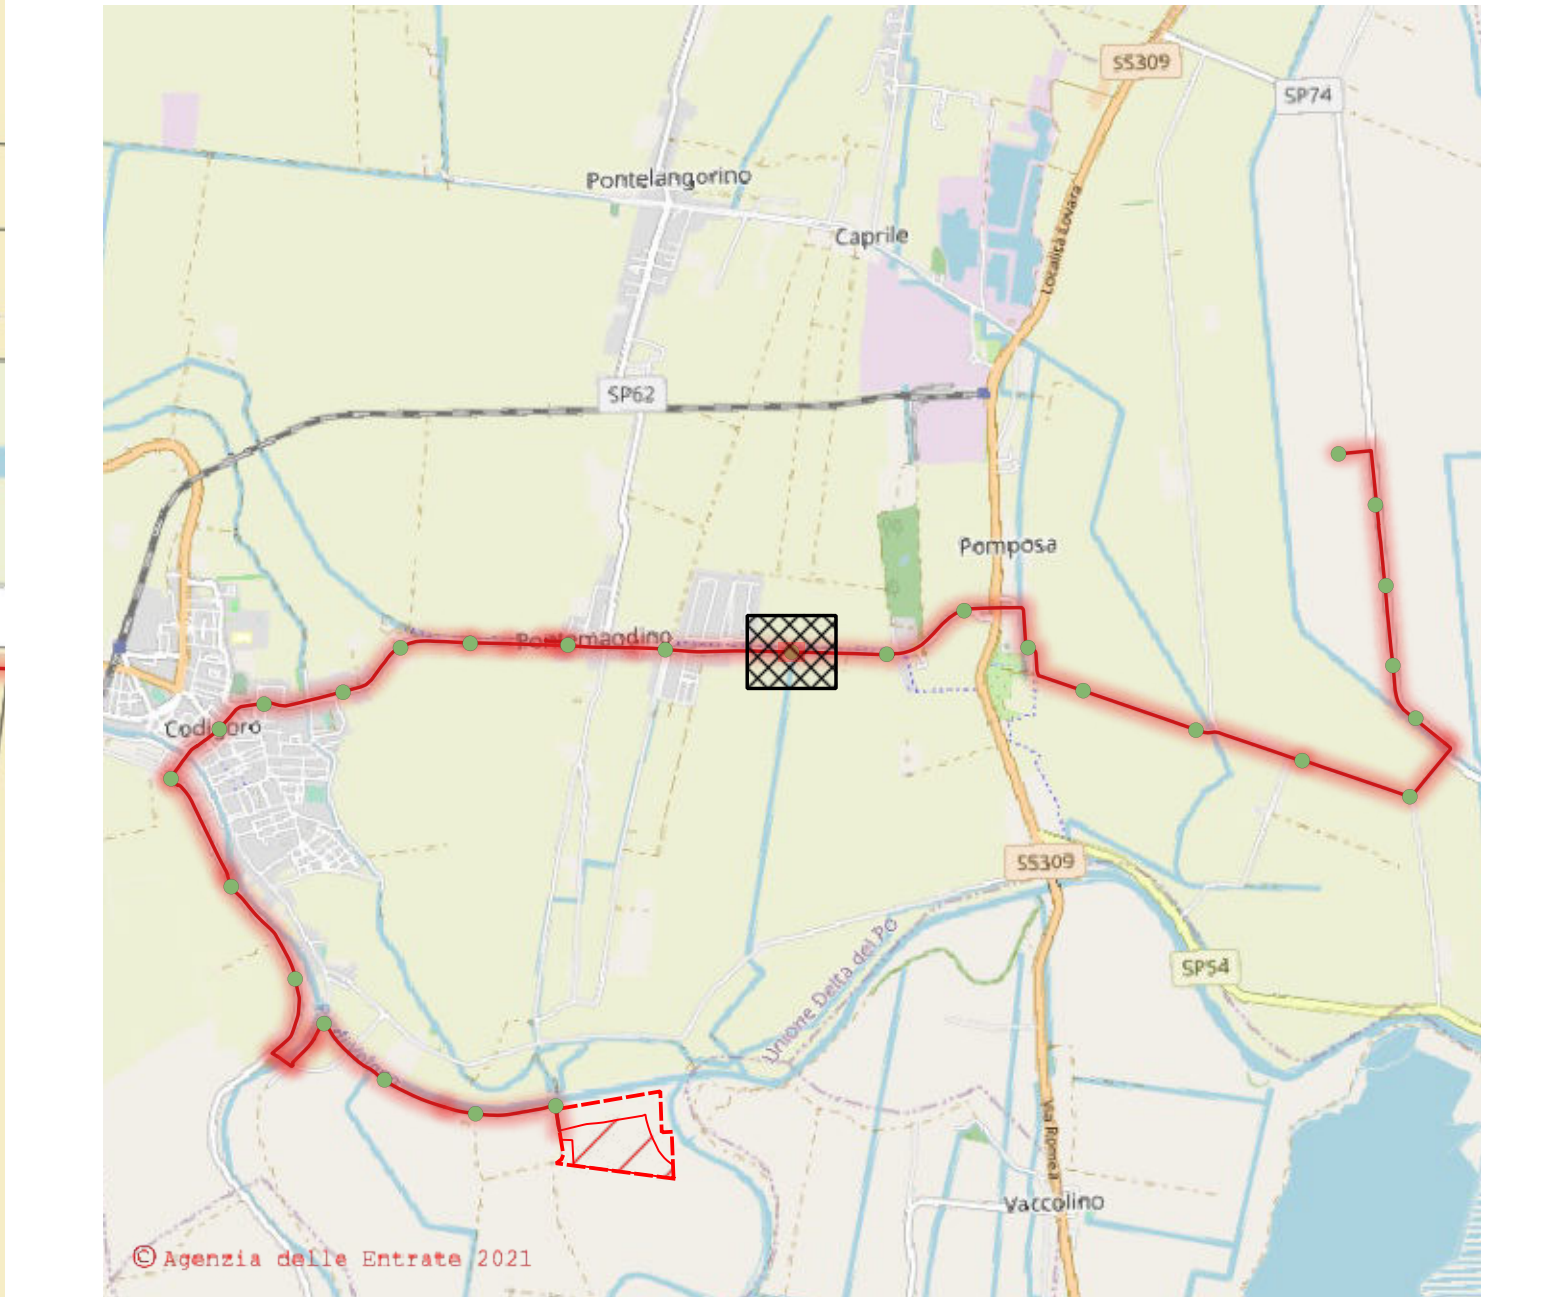 SS309
SP74
Pontelangorino
Località Lovara
Caprile
SP62
Pomposa
Pontemaodino
Codigoro
SS309
Unione Delta del PO
SP54
Via Romea
Vaccolino
© Agenzia delle Entrate 2021